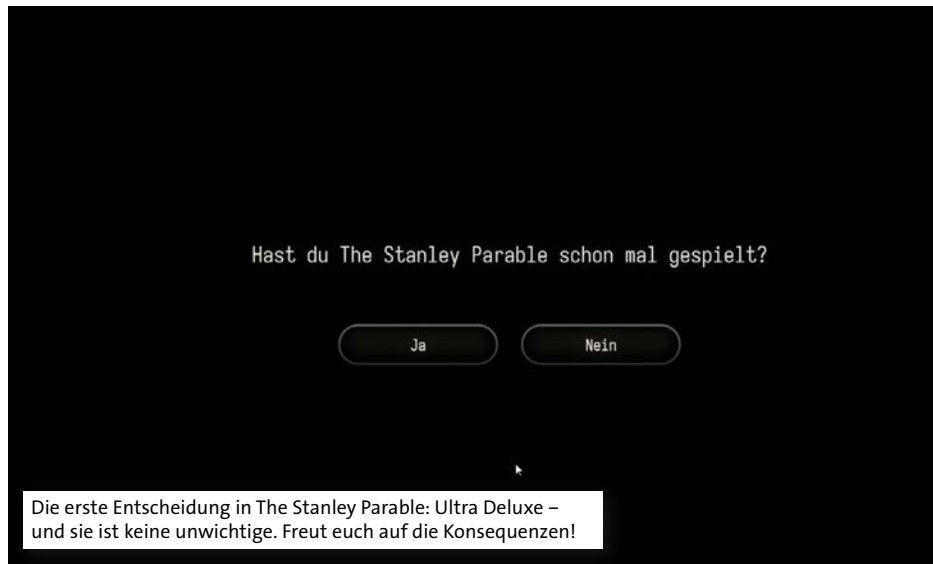 Hast du The Stanley Parable schon mal gespielt?
Ja
Nein
Die erste Entscheidung in The Stanley Parable: Ultra Deluxe –
und sie ist keine unwichtige. Freut euch auf die Konsequenzen!